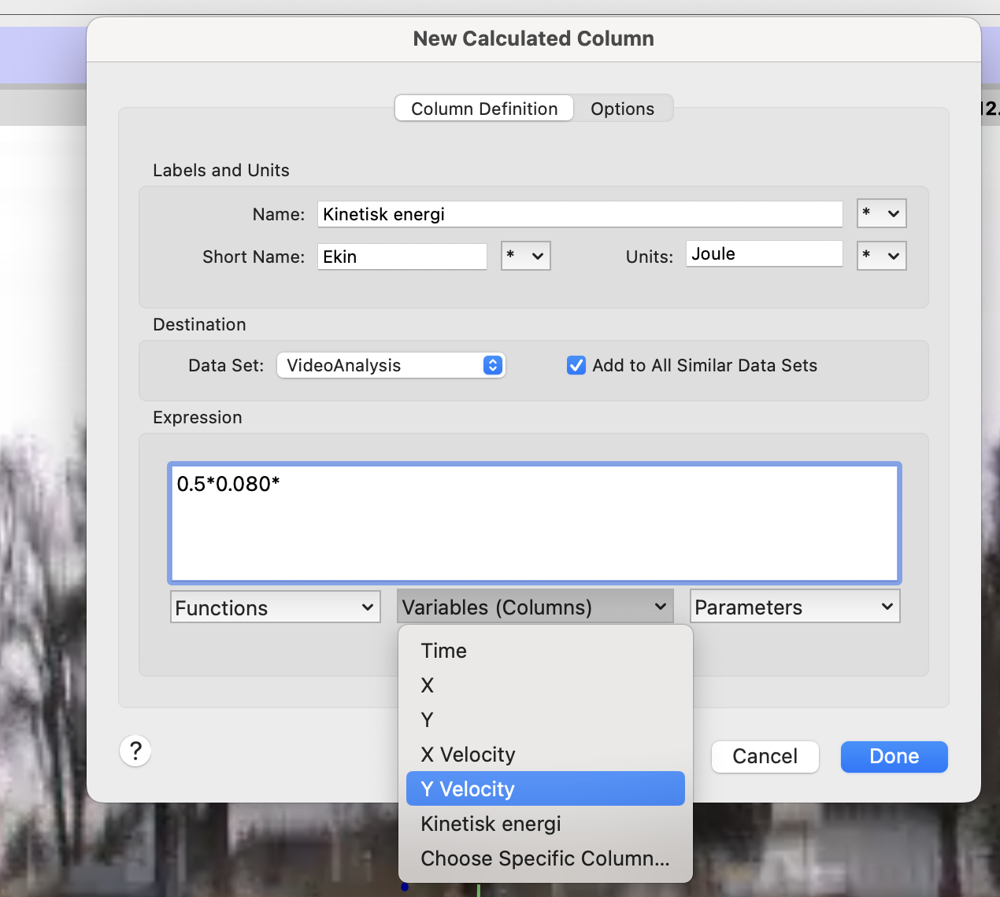 New Calculated Column
Column Definition Options
12.
Labels and Units
Name: Kinetisk energi *
Short Name: Ekin * Units: Joule *
Destination
Data Set: VideoAnalysis Add to All Similar Data Sets
Expression
0.5*0.080*
Functions Variables (Columns) Parameters
Time
X
Y
X Velocity
Y Velocity
Kinetisk energi
Choose Specific Column...
? Cancel Done